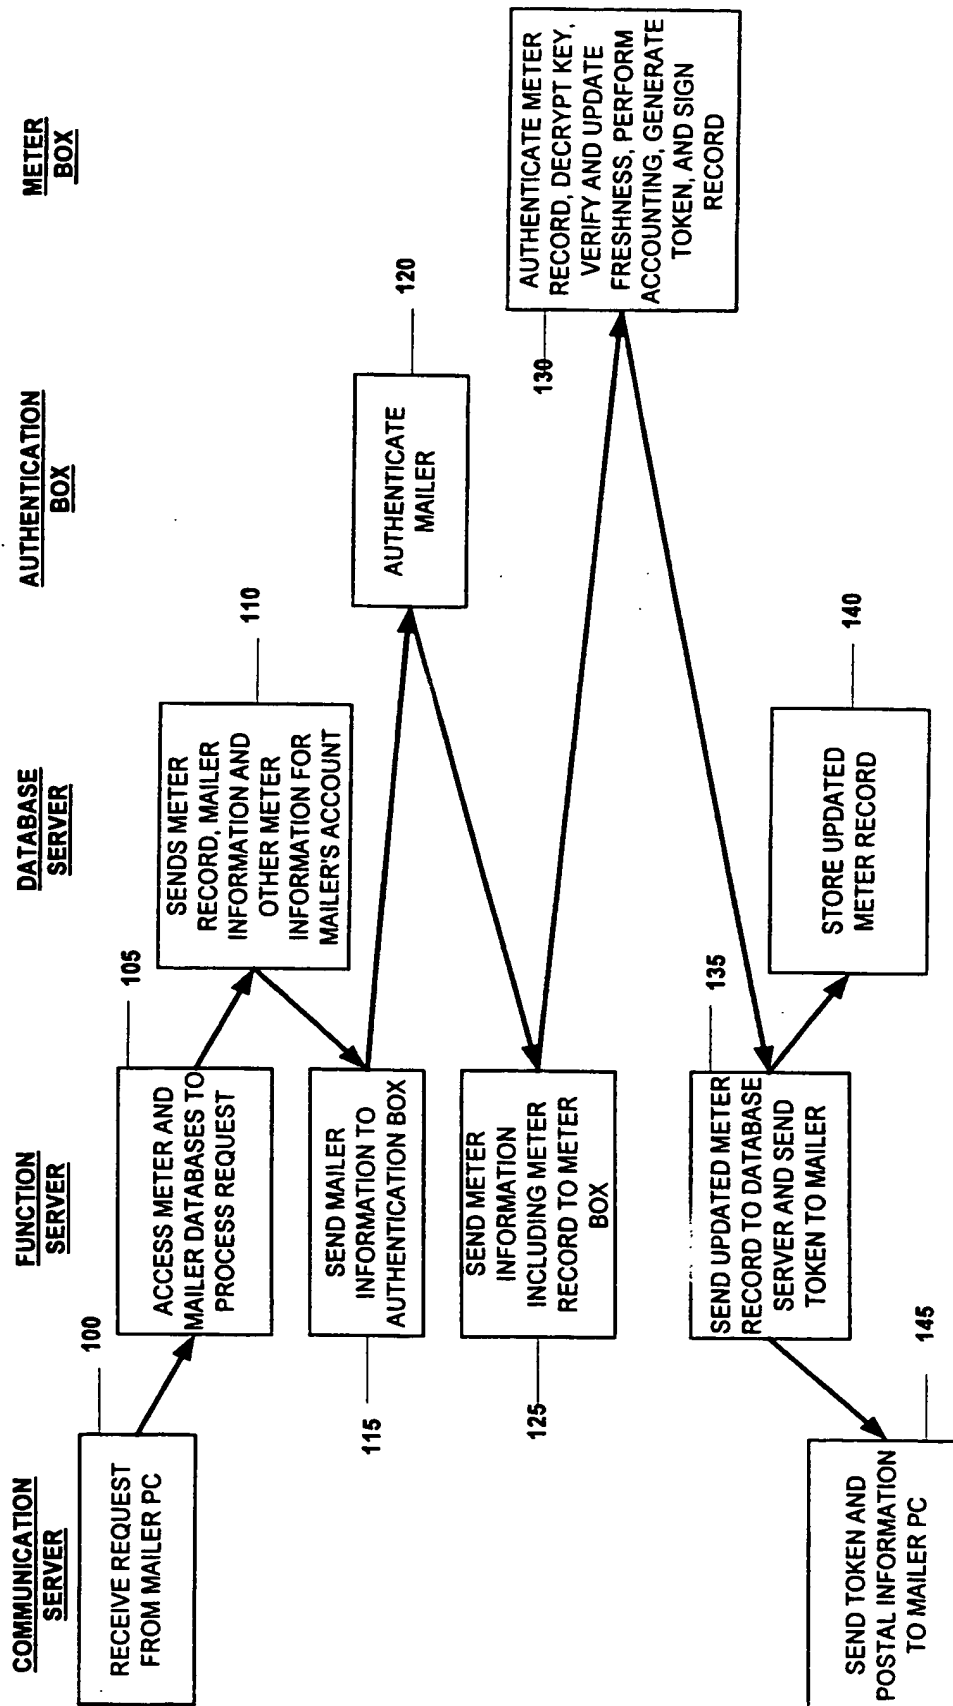 COMMUNICATION
SERVER
FUNCTION
SERVER
DATABASE
SERVER
AUTHENTICATION
BOX
METER
BOX
100
RECEIVE REQUEST
FROM MAILER PC
105
ACCESS METER AND
MAILER DATABASES TO
PROCESS REQUEST
110
SENDS METER
RECORD, MAILER
INFORMATION AND
OTHER METER
INFORMATION FOR
MAILER'S ACCOUNT
115
SEND MAILER
INFORMATION TO
AUTHENTICATION BOX
120
AUTHENTICATE
MAILER
125
SEND METER
INFORMATION
INCLUDING METER
RECORD TO METER
BOX
130
AUTHENTICATE METER
RECORD, DECRYPT KEY,
VERIFY AND UPDATE
FRESHNESS, PERFORM
ACCOUNTING, GENERATE
TOKEN, AND SIGN
RECORD
135
SEND UPDATED METER
RECORD TO DATABASE
SERVER AND SEND
TOKEN TO MAILER
140
STORE UPDATED
METER RECORD
145
SEND TOKEN AND
POSTAL INFORMATION
TO MAILER PC